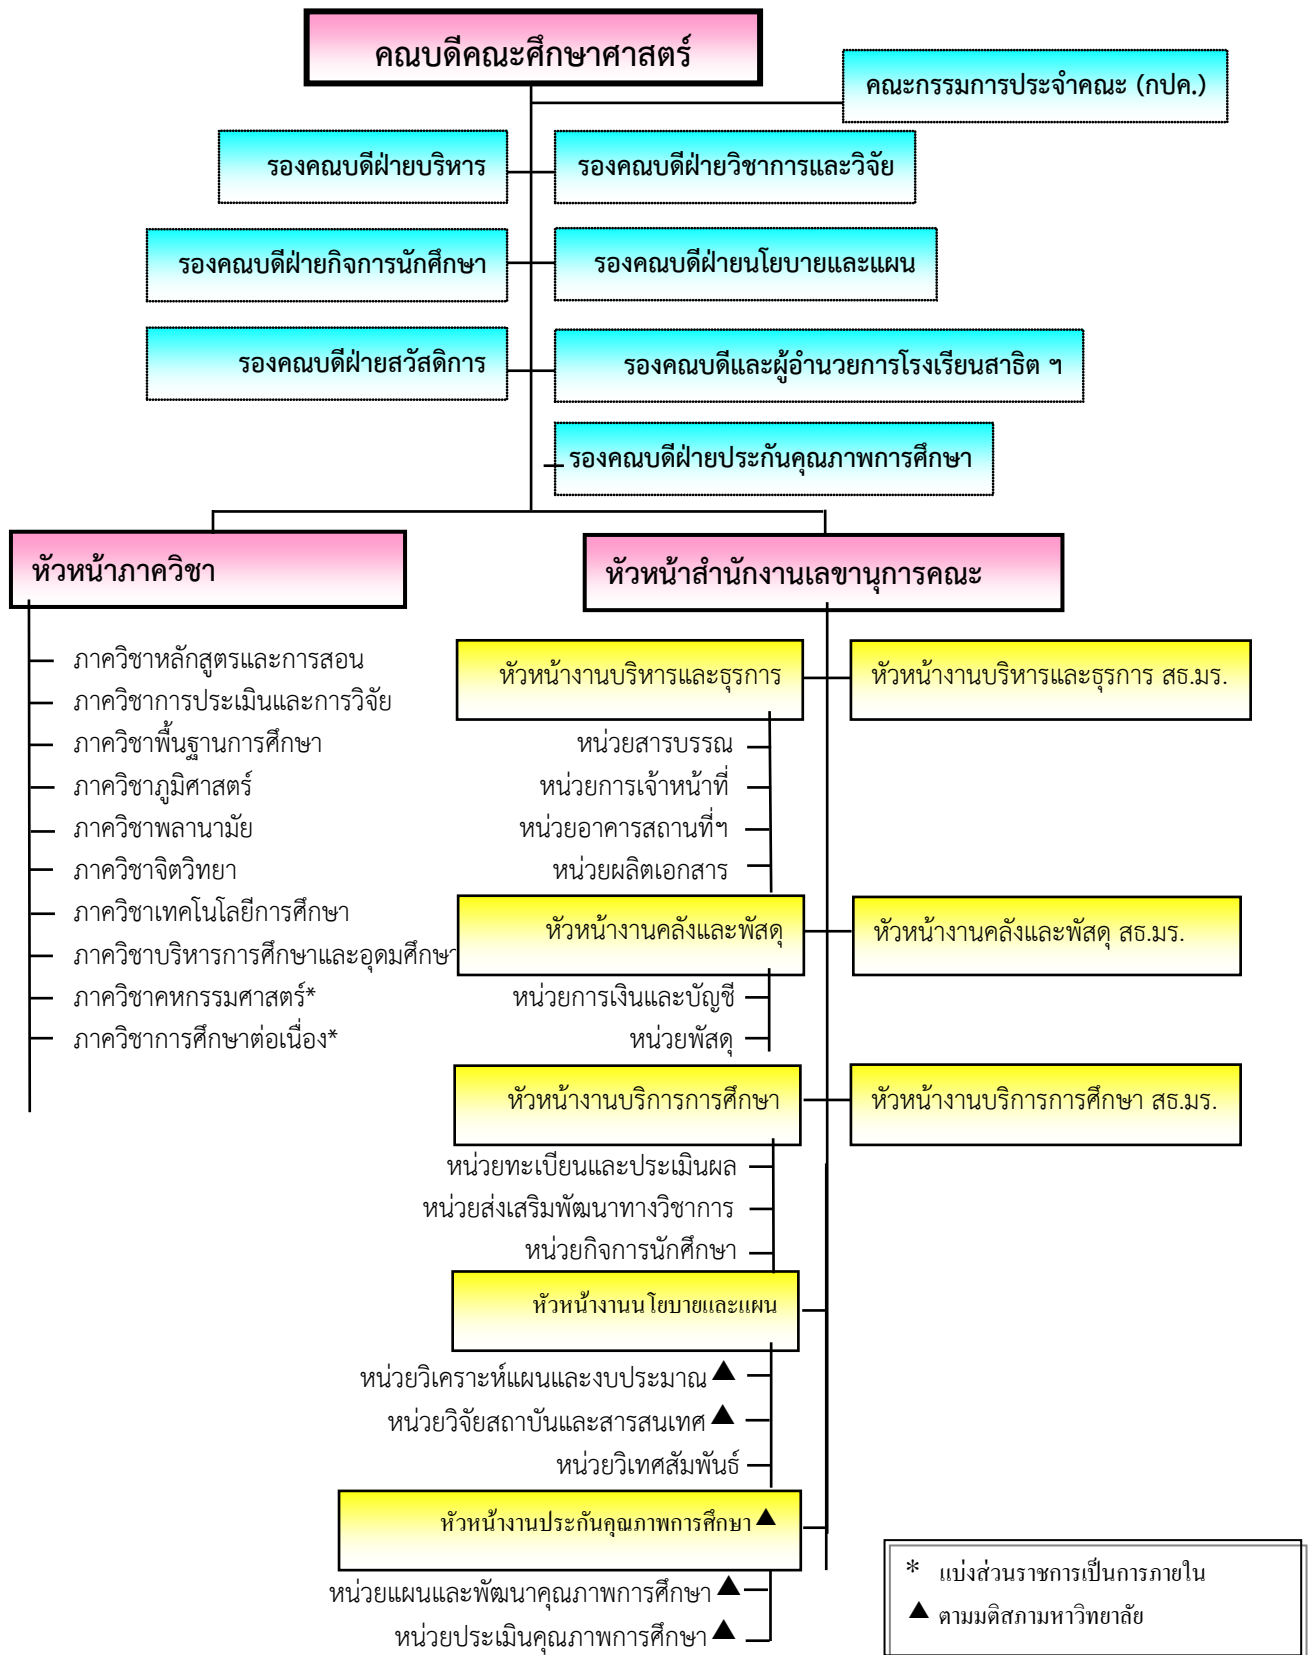 คณบดีคณะศึกษาศาสตร์
คณะกรรมการประจำคณะ (กปค.)
รองคณบดีฝ่ายบริหาร
รองคณบดีฝ่ายวิชาการและวิจัย
รองคณบดีฝ่ายกิจการนักศึกษา
รองคณบดีฝ่ายนโยบายและแผน
รองคณบดีฝ่ายสวัสดิการ
รองคณบดีและผู้อำนวยการโรงเรียนสาธิต ฯ
รองคณบดีฝ่ายประกันคุณภาพการศึกษา
หัวหน้าภาควิชา
ภาควิชาหลักสูตรและการสอน
ภาควิชาการประเมินและการวิจัย
ภาควิชาพื้นฐานการศึกษา
ภาควิชาภูมิศาสตร์
ภาควิชาพลานามัย
ภาควิชาจิตวิทยา
ภาควิชาเทคโนโลยีการศึกษา
ภาควิชาบริหารการศึกษาและอุดมศึกษา
ภาควิชาคหกรรมศาสตร์*
ภาควิชาการศึกษาต่อเนื่อง*
หัวหน้าสำนักงานเลขานุการคณะ
หัวหน้างานบริหารและธุรการ
หัวหน้างานบริหารและธุรการ สธ.มร.
หน่วยสารบรรณ
หน่วยการเจ้าหน้าที่
หน่วยอาคารสถานที่ฯ
หน่วยผลิตเอกสาร
หัวหน้างานคลังและพัสดุ
หัวหน้างานคลังและพัสดุ สธ.มร.
หน่วยการเงินและบัญชี
หน่วยพัสดุ
หัวหน้างานบริการการศึกษา
หัวหน้างานบริการการศึกษา สธ.มร.
หน่วยทะเบียนและประเมินผล
หน่วยส่งเสริมพัฒนาทางวิชาการ
หน่วยกิจการนักศึกษา
หัวหน้างานนโยบายและแผน
หน่วยวิเคราะห์แผนและงบประมาณ ▲
หน่วยวิจัยสถาบันและสารสนเทศ ▲
หน่วยวิเทศสัมพันธ์
หัวหน้างานประกันคุณภาพการศึกษา ▲
หน่วยแผนและพัฒนาคุณภาพการศึกษา ▲
หน่วยประเมินคุณภาพการศึกษา ▲
* แบ่งส่วนราชการเป็นการภายใน
▲ ตามมติสภามหาวิทยาลัย